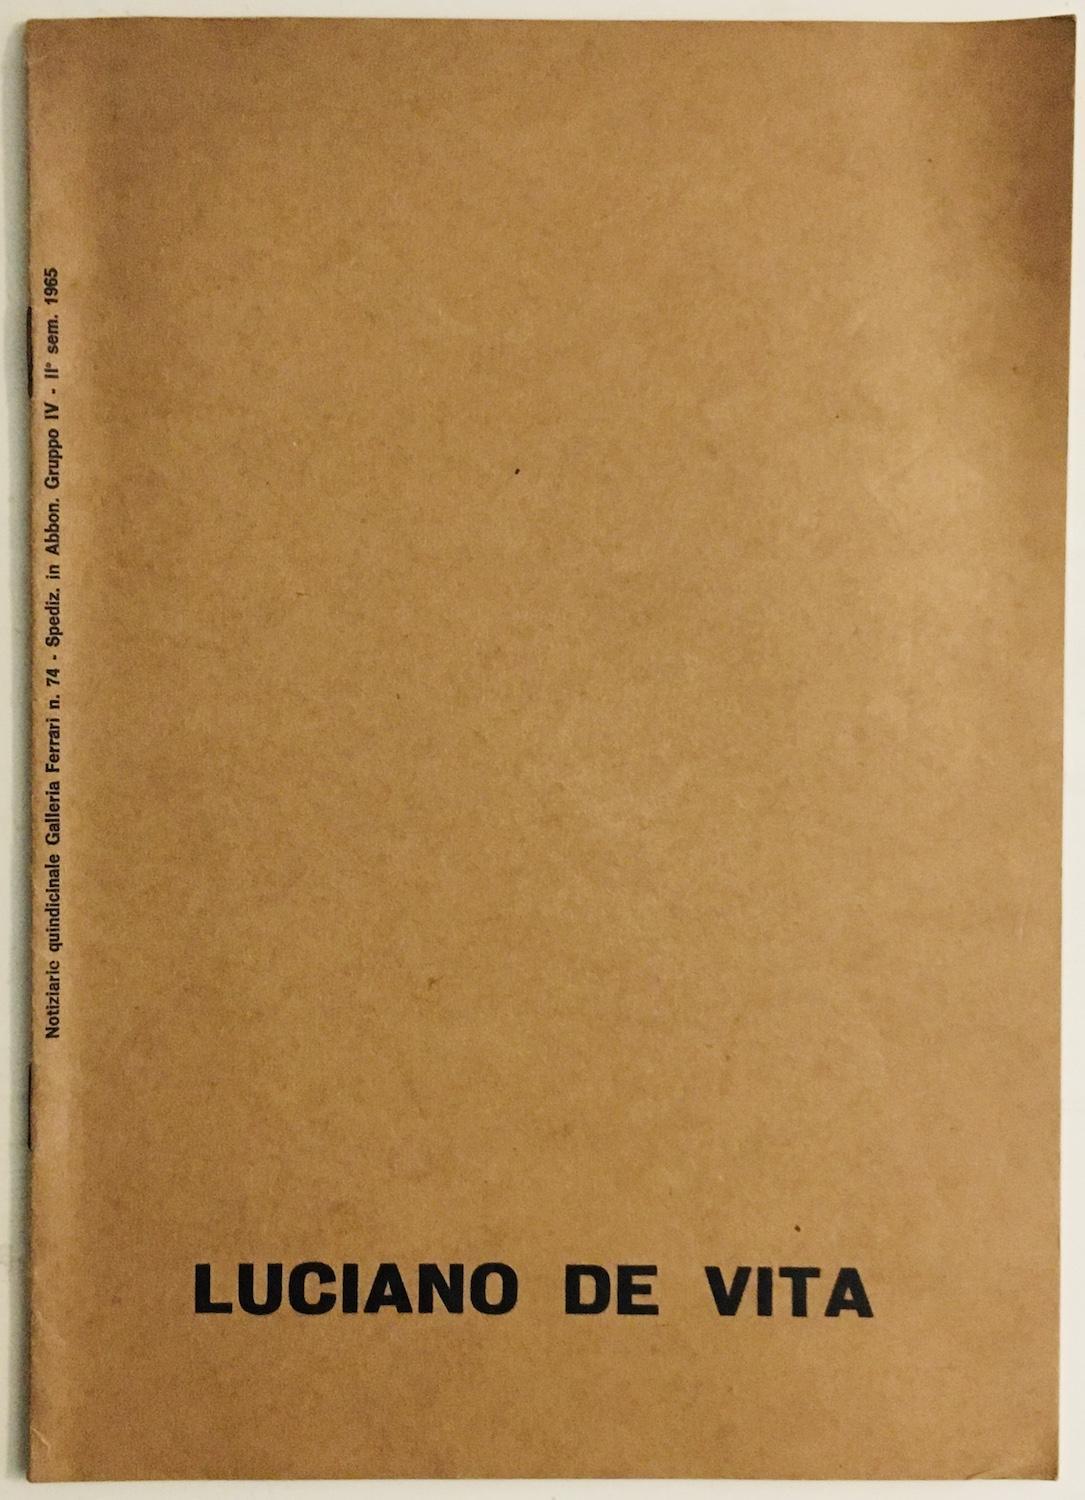 Notiziario quindicinale Galleria Ferrari n. 74 - Spediz. in Abbon. Gruppo IV - II° sem. 1965
LUCIANO DE VITA